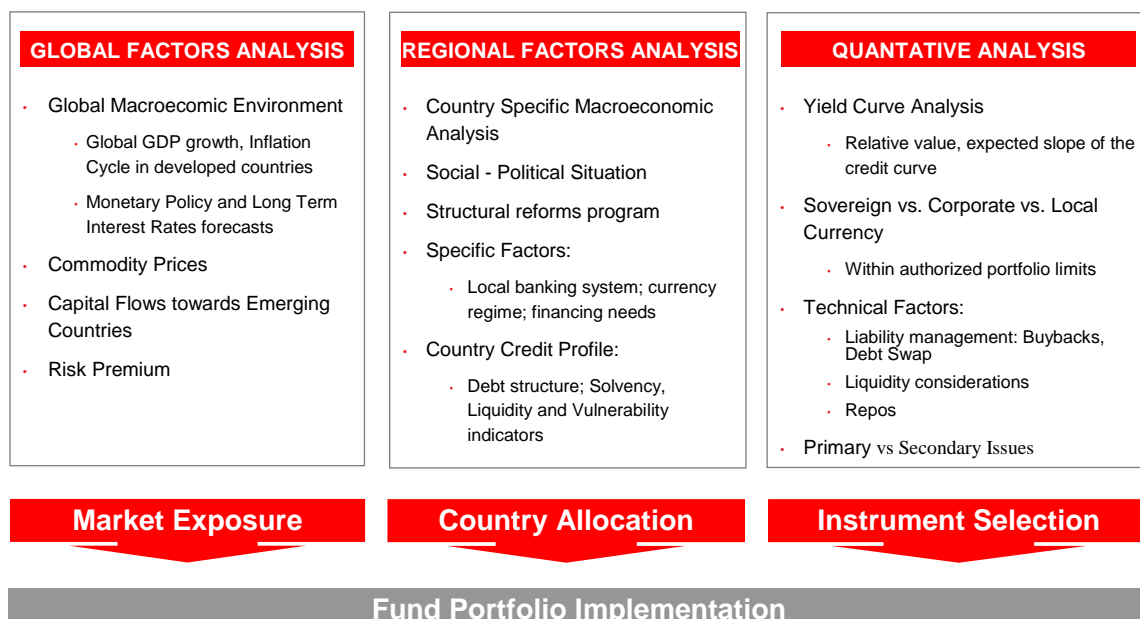 GLOBAL FACTORS ANALYSIS
• Global Macroecomic Environment
• Global GDP growth, Inflation
Cycle in developed countries
• Monetary Policy and Long Term
Interest Rates forecasts
• Commodity Prices
• Capital Flows towards Emerging
Countries
• Risk Premium
Market Exposure
REGIONAL FACTORS ANALYSIS
• Country Specific Macroeconomic
Analysis
• Social - Political Situation
• Structural reforms program
• Specific Factors:
• Local banking system; currency
regime; financing needs
• Country Credit Profile:
• Debt structure; Solvency,
Liquidity and Vulnerability
indicators
Country Allocation
QUANTATIVE ANALYSIS
• Yield Curve Analysis
• Relative value, expected slope of the
credit curve
• Sovereign vs. Corporate vs. Local
Currency
• Within authorized portfolio limits
• Technical Factors:
• Liability management: Buybacks,
Debt Swap
• Liquidity considerations
• Repos
• Primary vs Secondary Issues
Instrument Selection
Fund Portfolio Implementation